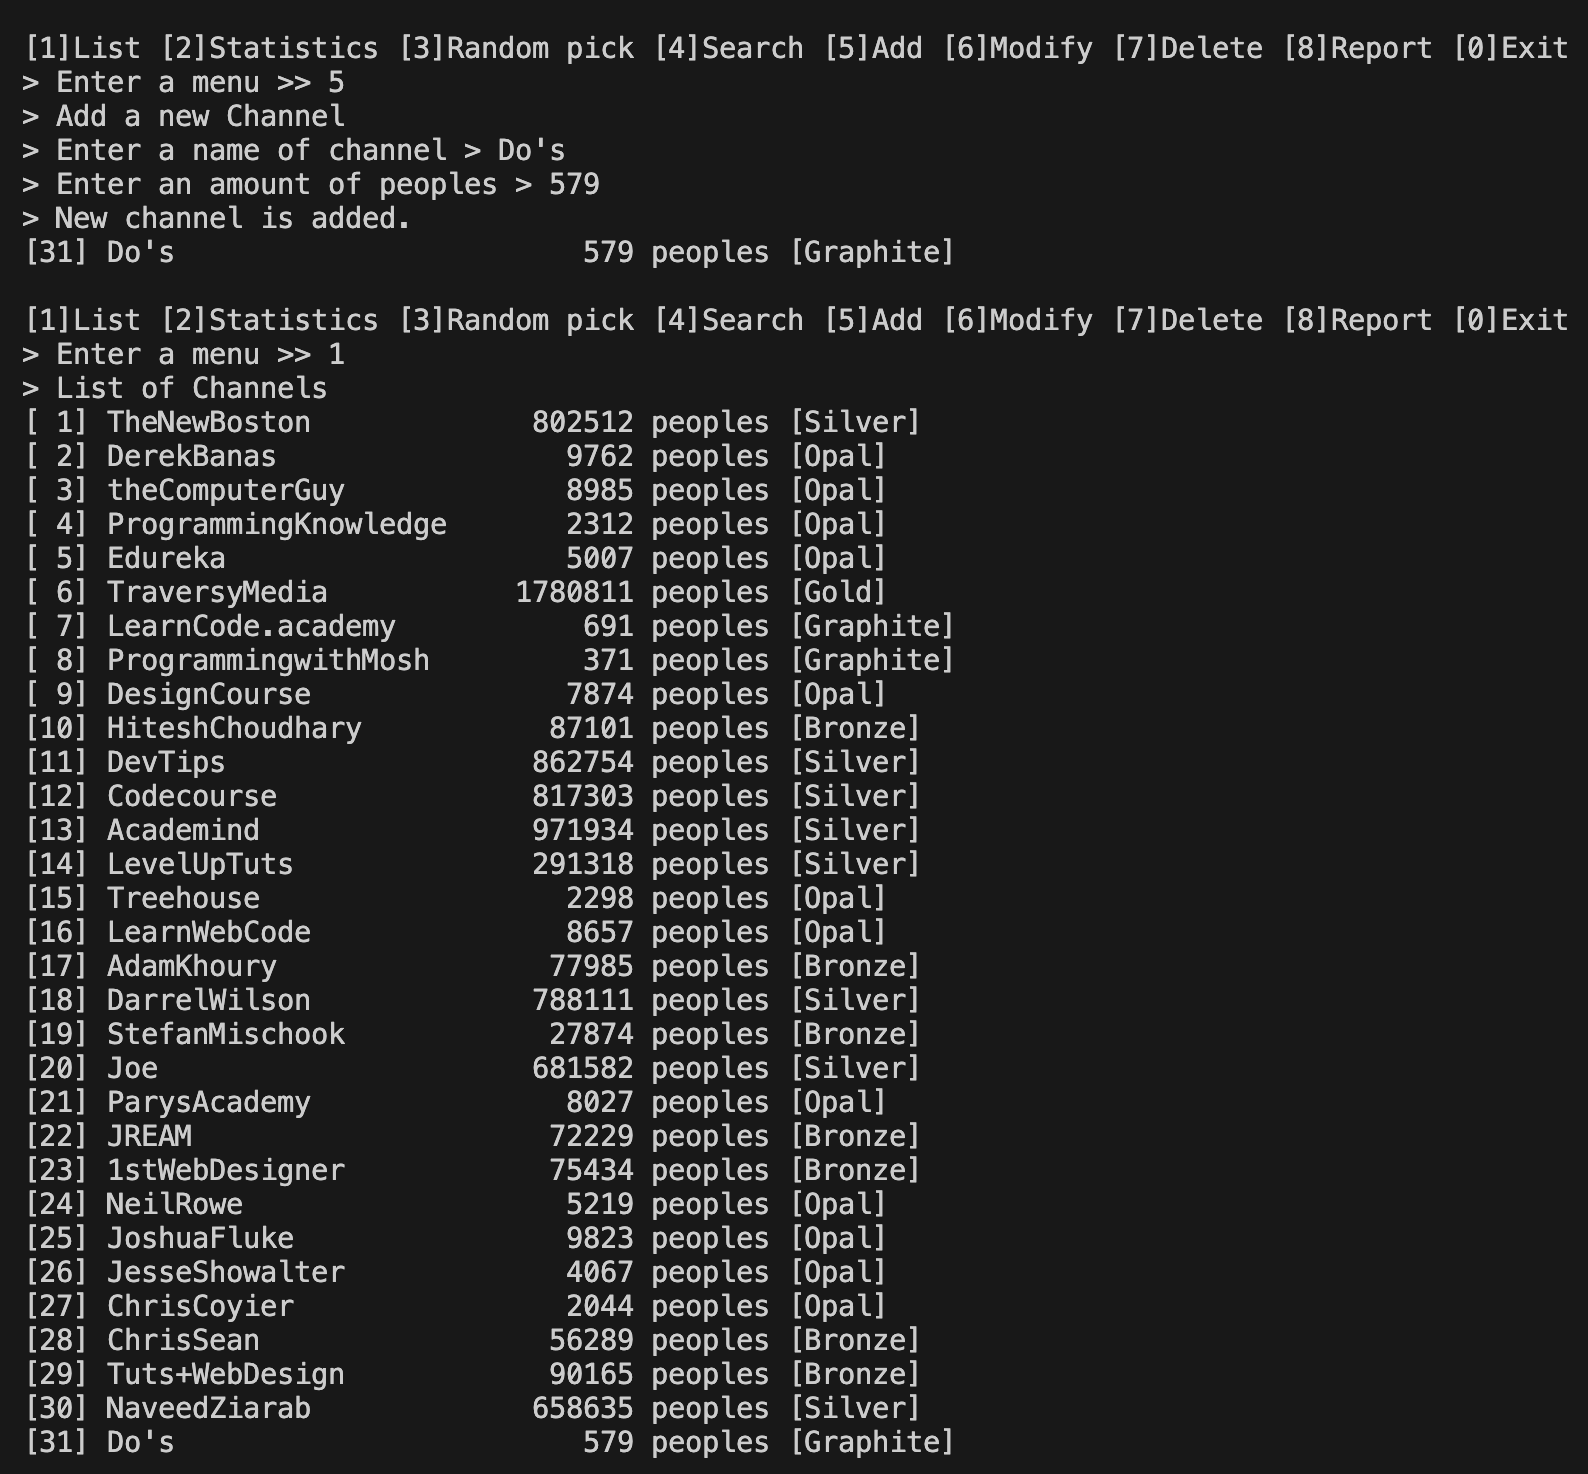 [1]List [2]Statistics [3]Random pick [4]Search [5]Add [6]Modify [7]Delete [8]Report [0]Exit
> Enter a menu >> 5
> Add a new Channel
> Enter a name of channel > Do's
> Enter an amount of peoples > 579
> New channel is added.
[31] Do's                        579 peoples [Graphite]
[1]List [2]Statistics [3]Random pick [4]Search [5]Add [6]Modify [7]Delete [8]Report [0]Exit
> Enter a menu >> 1
> List of Channels
[ 1] TheNewBoston             802512 peoples [Silver]
[ 2] DerekBanas                 9762 peoples [Opal]
[ 3] theComputerGuy             8985 peoples [Opal]
[ 4] ProgrammingKnowledge       2312 peoples [Opal]
[ 5] Edureka                    5007 peoples [Opal]
[ 6] TraversyMedia           1780811 peoples [Gold]
[ 7] LearnCode.academy           691 peoples [Graphite]
[ 8] ProgrammingwithMosh         371 peoples [Graphite]
[ 9] DesignCourse               7874 peoples [Opal]
[10] HiteshChoudhary           87101 peoples [Bronze]
[11] DevTips                  862754 peoples [Silver]
[12] Codecourse               817303 peoples [Silver]
[13] Academind                971934 peoples [Silver]
[14] LevelUpTuts              291318 peoples [Silver]
[15] Treehouse                  2298 peoples [Opal]
[16] LearnWebCode               8657 peoples [Opal]
[17] AdamKhoury                77985 peoples [Bronze]
[18] DarrelWilson             788111 peoples [Silver]
[19] StefanMischook            27874 peoples [Bronze]
[20] Joe                      681582 peoples [Silver]
[21] ParysAcademy               8027 peoples [Opal]
[22] JREAM                     72229 peoples [Bronze]
[23] 1stWebDesigner            75434 peoples [Bronze]
[24] NeilRowe                   5219 peoples [Opal]
[25] JoshuaFluke                9823 peoples [Opal]
[26] JesseShowalter             4067 peoples [Opal]
[27] ChrisCoyier                2044 peoples [Opal]
[28] ChrisSean                 56289 peoples [Bronze]
[29] Tuts+WebDesign            90165 peoples [Bronze]
[30] NaveedZiarab             658635 peoples [Silver]
[31] Do's                        579 peoples [Graphite]